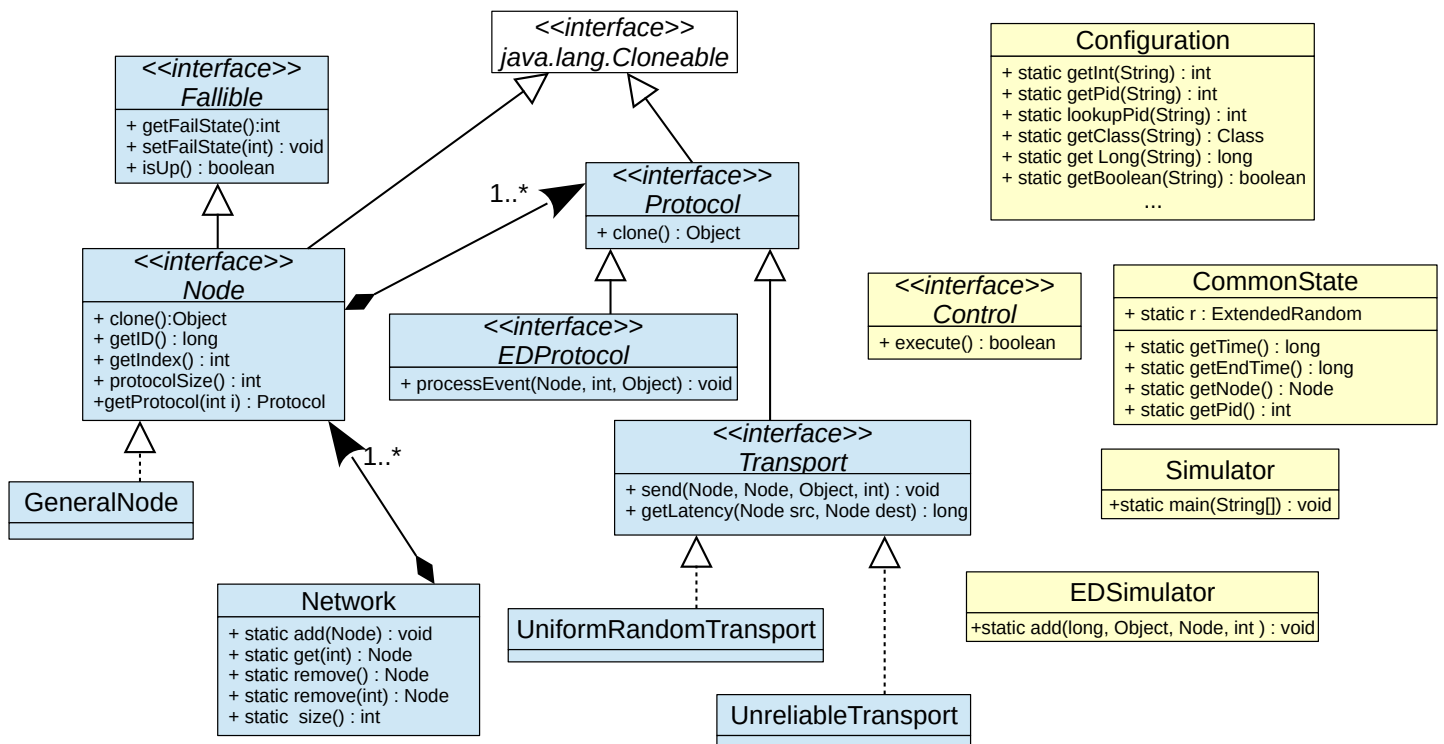 <<interface>>
java.lang.Cloneable
<<interface>>
Fallible
+ getFailState():int
+ setFailState(int) : void
+ isUp() : boolean
Configuration
+ static getInt(String) : int
+ static getPid(String) : int
+ static lookupPid(String) : int
+ static getClass(String) : Class
+ static get Long(String) : long
+ static getBoolean(String) : boolean
...
1..*
<<interface>>
Protocol
+ clone() : Object
<<interface>>
Node
+ clone():Object
+ getID() : long
+ getIndex() : int
+ protocolSize() : int
+getProtocol(int i) : Protocol
<<interface>>
EDProtocol
+ processEvent(Node, int, Object) : void
<<interface>>
Control
+ execute() : boolean
CommonState
+ static r : ExtendedRandom
+ static getTime() : long
+ static getEndTime() : long
+ static getNode() : Node
+ static getPid() : int
1..*
GeneralNode
<<interface>>
Transport
+ send(Node, Node, Object, int) : void
+ getLatency(Node src, Node dest) : long
Simulator
+static main(String[]) : void
Network
+ static add(Node) : void
+ static get(int) : Node
+ static remove() : Node
+ static remove(int) : Node
+ static  size() : int
UniformRandomTransport
EDSimulator
+static add(long, Object, Node, int ) : void
UnreliableTransport